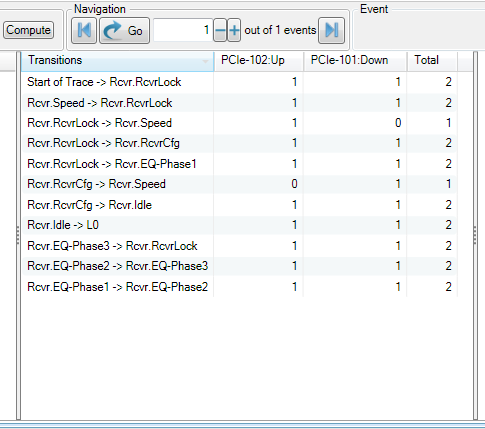 Navigation
Event
Compute
Go
1
out of 1 events
Transitions PCIe-102:Up PCIe-101:Down Total
Start of Trace -> Rcvr.RcvrLock 1 1 2
Rcvr.Speed -> Rcvr.RcvrLock 1 1 2
Rcvr.RcvrLock -> Rcvr.Speed 1 0 1
Rcvr.RcvrLock -> Rcvr.RcvrCfg 1 1 2
Rcvr.RcvrLock -> Rcvr.EQ-Phase1 1 1 2
Rcvr.RcvrCfg -> Rcvr.Speed 0 1 1
Rcvr.RcvrCfg -> Rcvr.Idle 1 1 2
Rcvr.Idle -> L0 1 1 2
Rcvr.EQ-Phase3 -> Rcvr.RcvrLock 1 1 2
Rcvr.EQ-Phase2 -> Rcvr.EQ-Phase3 1 1 2
Rcvr.EQ-Phase1 -> Rcvr.EQ-Phase2 1 1 2